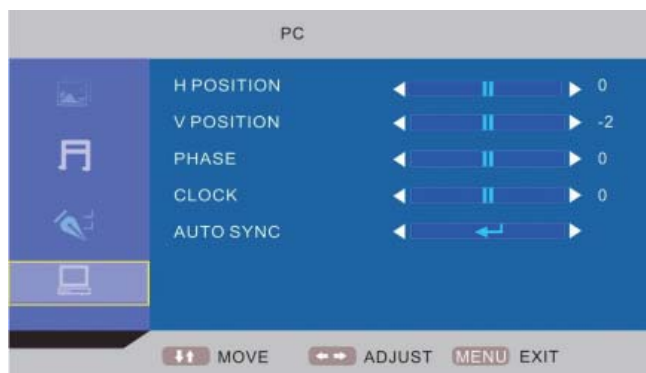 PC
H POSITION 0
V POSITION -2
PHASE 0
CLOCK 0
AUTO SYNC
MOVE ADJUST MENU EXIT